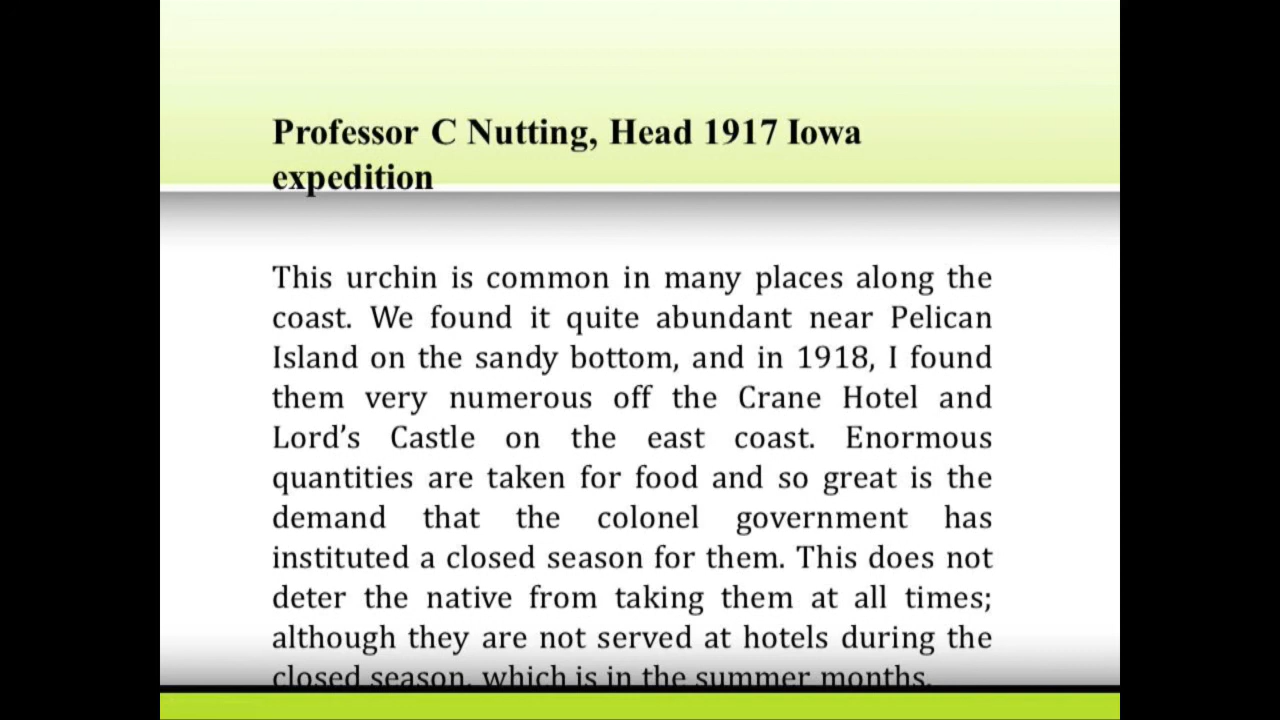 Professor C Nutting, Head 1917 Iowa
expedition
This urchin is common in many places along the
coast. We found it quite abundant near Pelican
Island on the sandy bottom, and in 1918, I found
them very numerous off the Crane Hotel and
Lord’s Castle on the east coast. Enormous
quantities are taken for food and so great is the
demand that the colonel government has
instituted a closed season for them. This does not
deter the native from taking them at all times;
although they are not served at hotels during the
closed season, which is in the summer months.